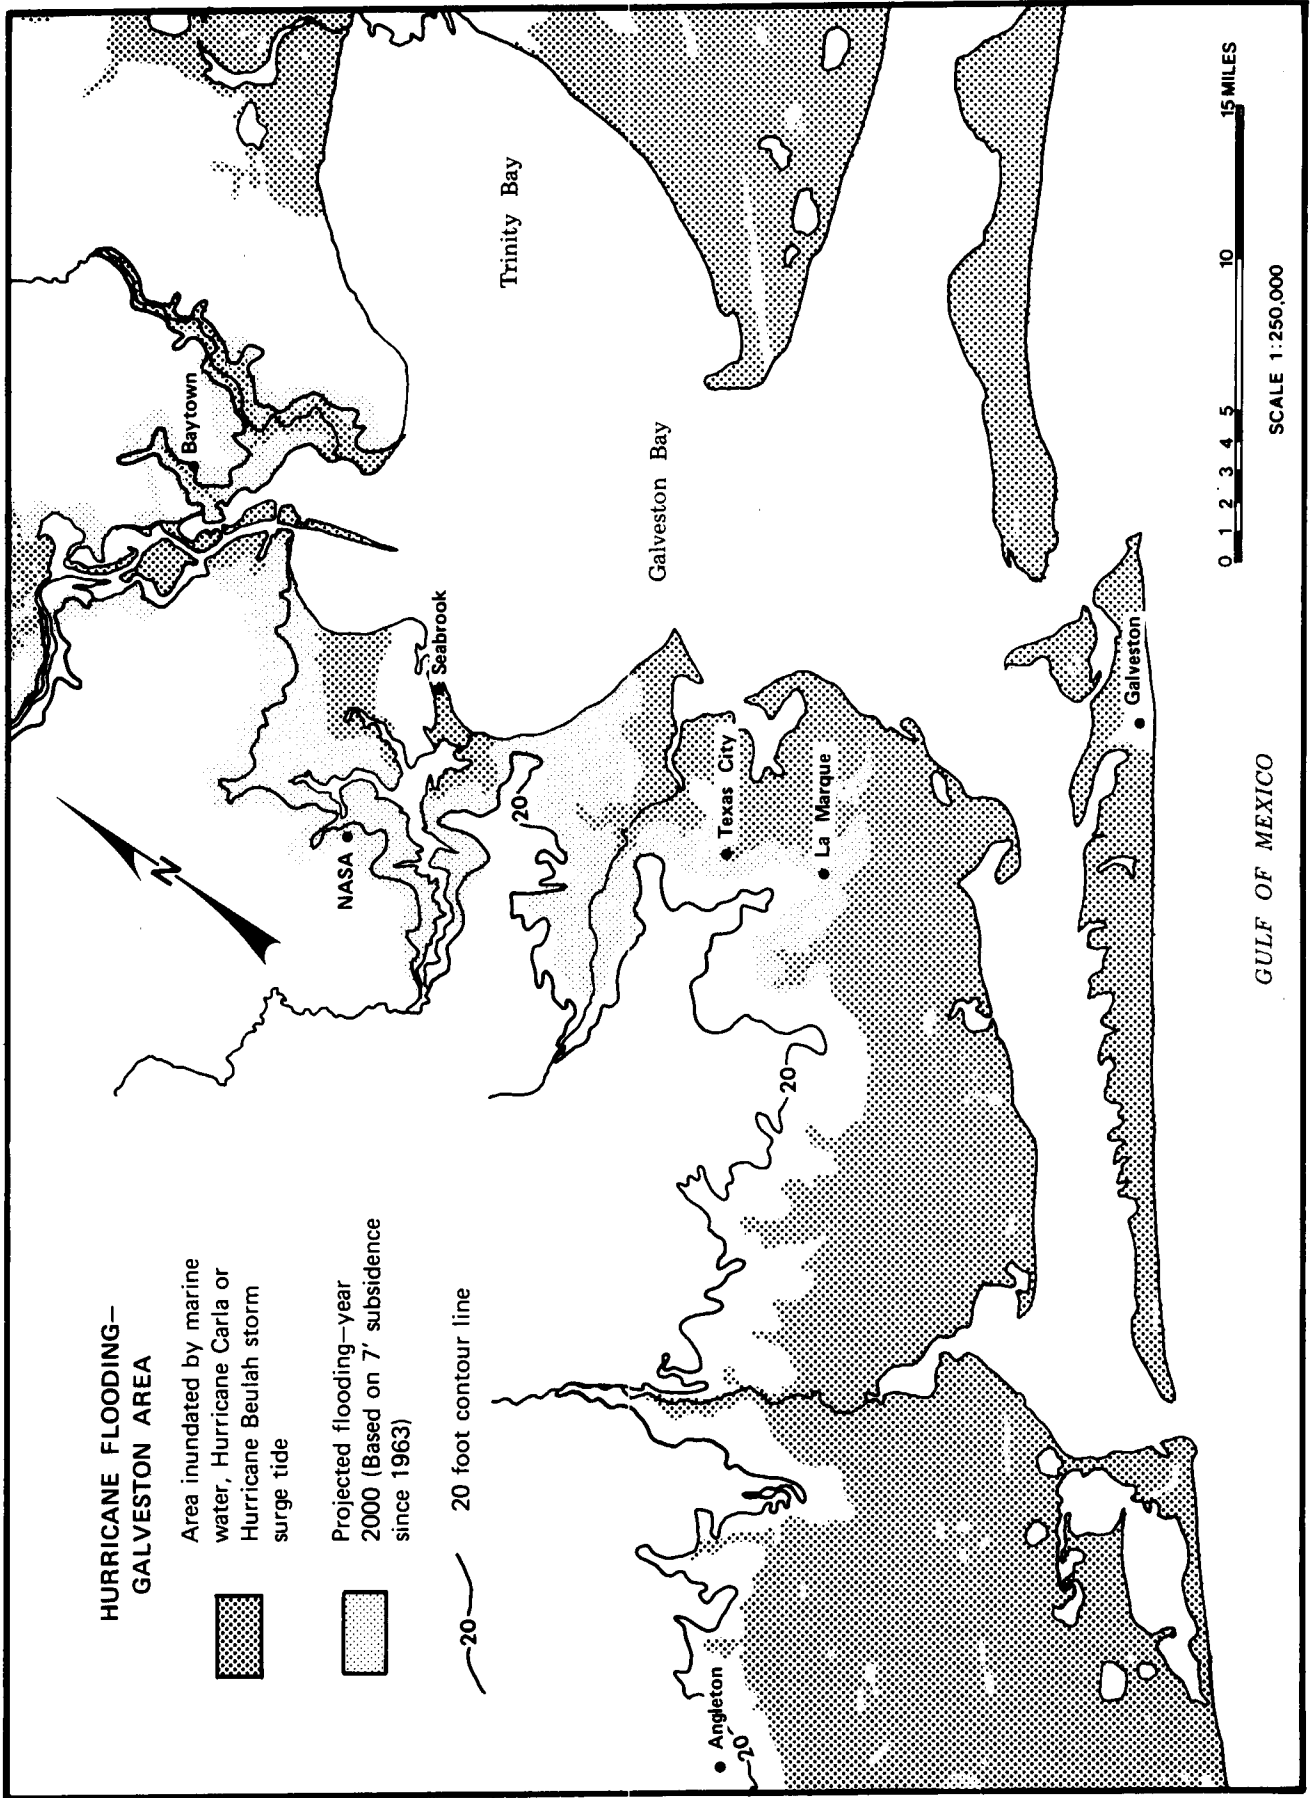 HURRICANE FLOODING—
GALVESTON AREA
Area inundated by marine
water, Hurricane Carla or
Hurricane Beulah storm
surge tide
Projected flooding—year
2000 (Based on 7' subsidence
since 1963)
20
20 foot contour line
N
Baytown
Trinity Bay
NASA
Seabrook
20
Galveston Bay
Texas City
La Marque
20
Angleton
20
Galveston
GULF OF MEXICO
0 1 2 3 4 5 10 15 MILES
SCALE 1:250,000